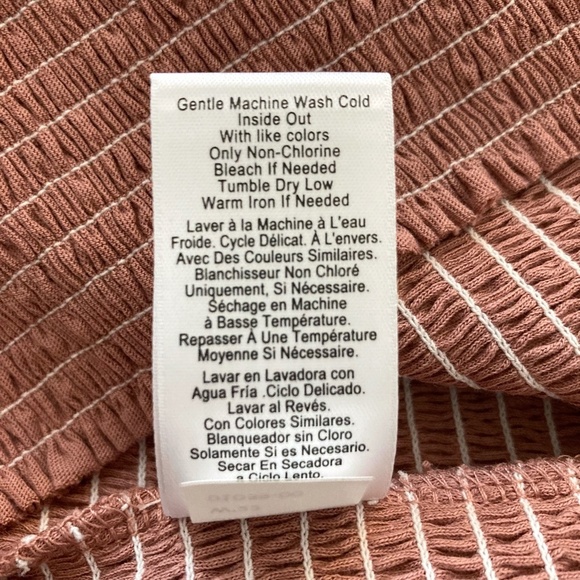 Gentle Machine Wash Cold
Inside Out
With like colors
Only Non-Chlorine
Bleach If Needed
Tumble Dry Low
Warm Iron If Needed
Laver à la Machine à L'eau
Froide. Cycle Délicat. À L'envers.
Avec Des Couleurs Similaires.
Blanchisseur Non Chloré
Uniquement, Si Nécessaire.
Séchage en Machine
à Basse Température.
Repasser À Une Température
Moyenne Si Nécessaire.
Lavar en Lavadora con
Agua Fría .Ciclo Delicado.
Lavar al Revés.
Con Colores Similares.
Blanqueador sin Cloro
Solamente Si es Necesario.
Secar En Secadora
a Ciclo Lento.